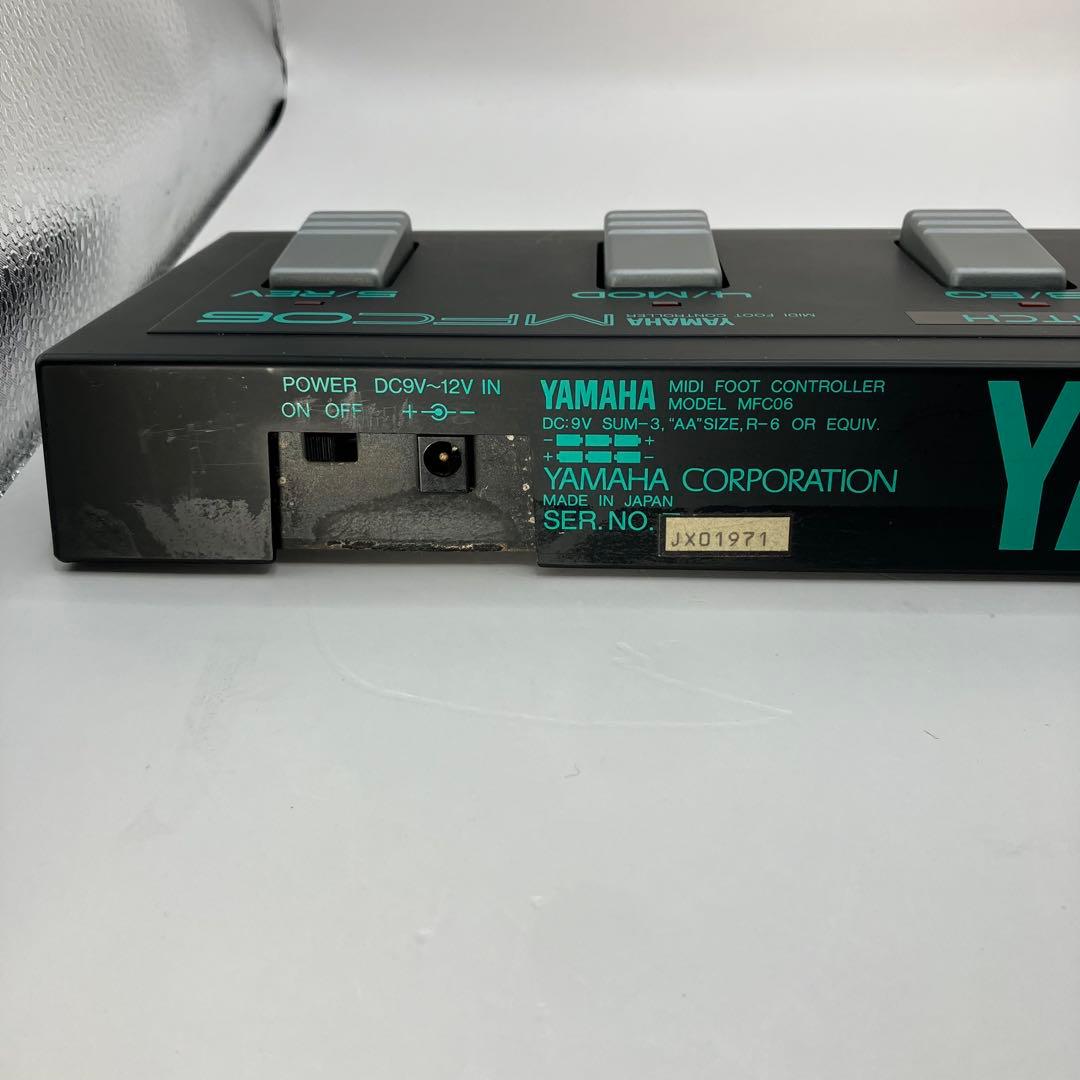 5/REV
4/MOD
3/EQ
YAMAHA MFC06
MIDI FOOT CONTROLLER
POWER DC9V~12V IN
ON OFF + -
YAMAHA MIDI FOOT CONTROLLER
MODEL MFC06
DC:9V SUM-3, "AA"SIZE, R-6 OR EQUIV.
- +
+ -
YAMAHA CORPORATION
MADE IN JAPAN
SER. NO.
JX01971